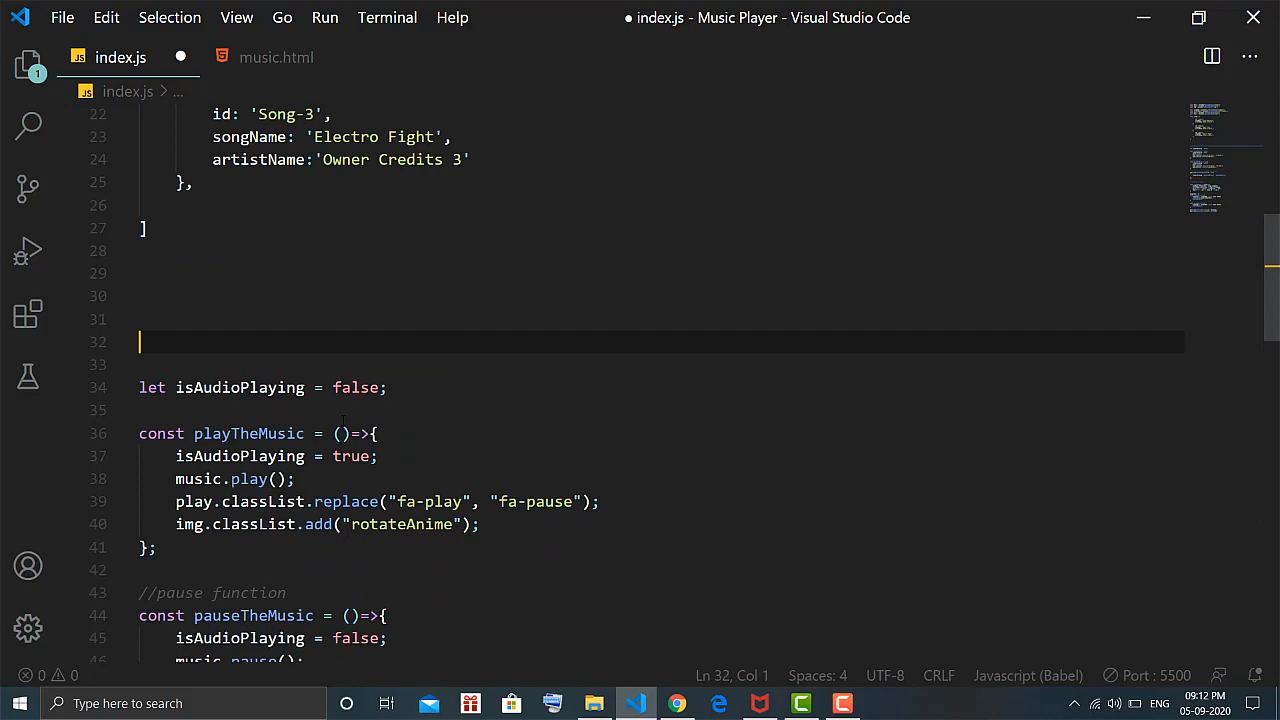 File Edit Selection View Go Run Terminal Help ● index.js - Music Player - Visual Studio Code
1 JS index.js ● music.html ...
JS index.js > ...
22 id: 'Song-3',
23 songName: 'Electro Fight',
24 artistName:'Owner Credits 3'
25 },
26
27 ]
28
29
30
31
32
33
34 let isAudioPlaying = false;
35
36 const playTheMusic = ()=>{
37 isAudioPlaying = true;
38 music.play();
39 play.classList.replace("fa-play", "fa-pause");
40 img.classList.add("rotateAnime");
41 };
42
43 //pause function
44 const pauseTheMusic = ()=>{
45 isAudioPlaying = false;
46 music.pause();
0 0 Ln 32, Col 1 Spaces: 4 UTF-8 CRLF Javascript (Babel) Port : 5500
Type here to search ENG 09:12 PM
05-09-2020